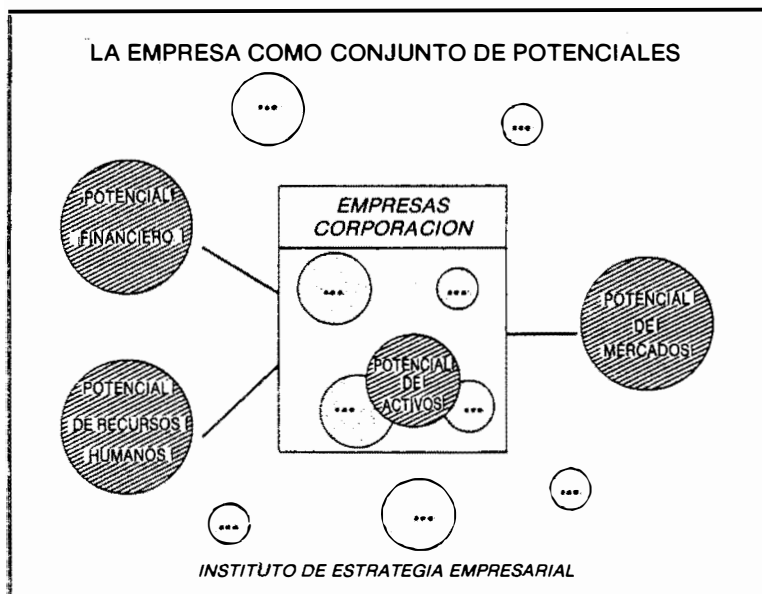 LA EMPRESA COMO CONJUNTO DE POTENCIALES
...
...
POTENCIAL
FINANCIERO
EMPRESAS
CORPORACION
...
...
POTENCIAL
DE
MERCADOS
POTENCIAL
DE
ACTIVOS
...
...
POTENCIAL
DE RECURSOS
HUMANOS
...
...
...
INSTITUTO DE ESTRATEGIA EMPRESARIAL